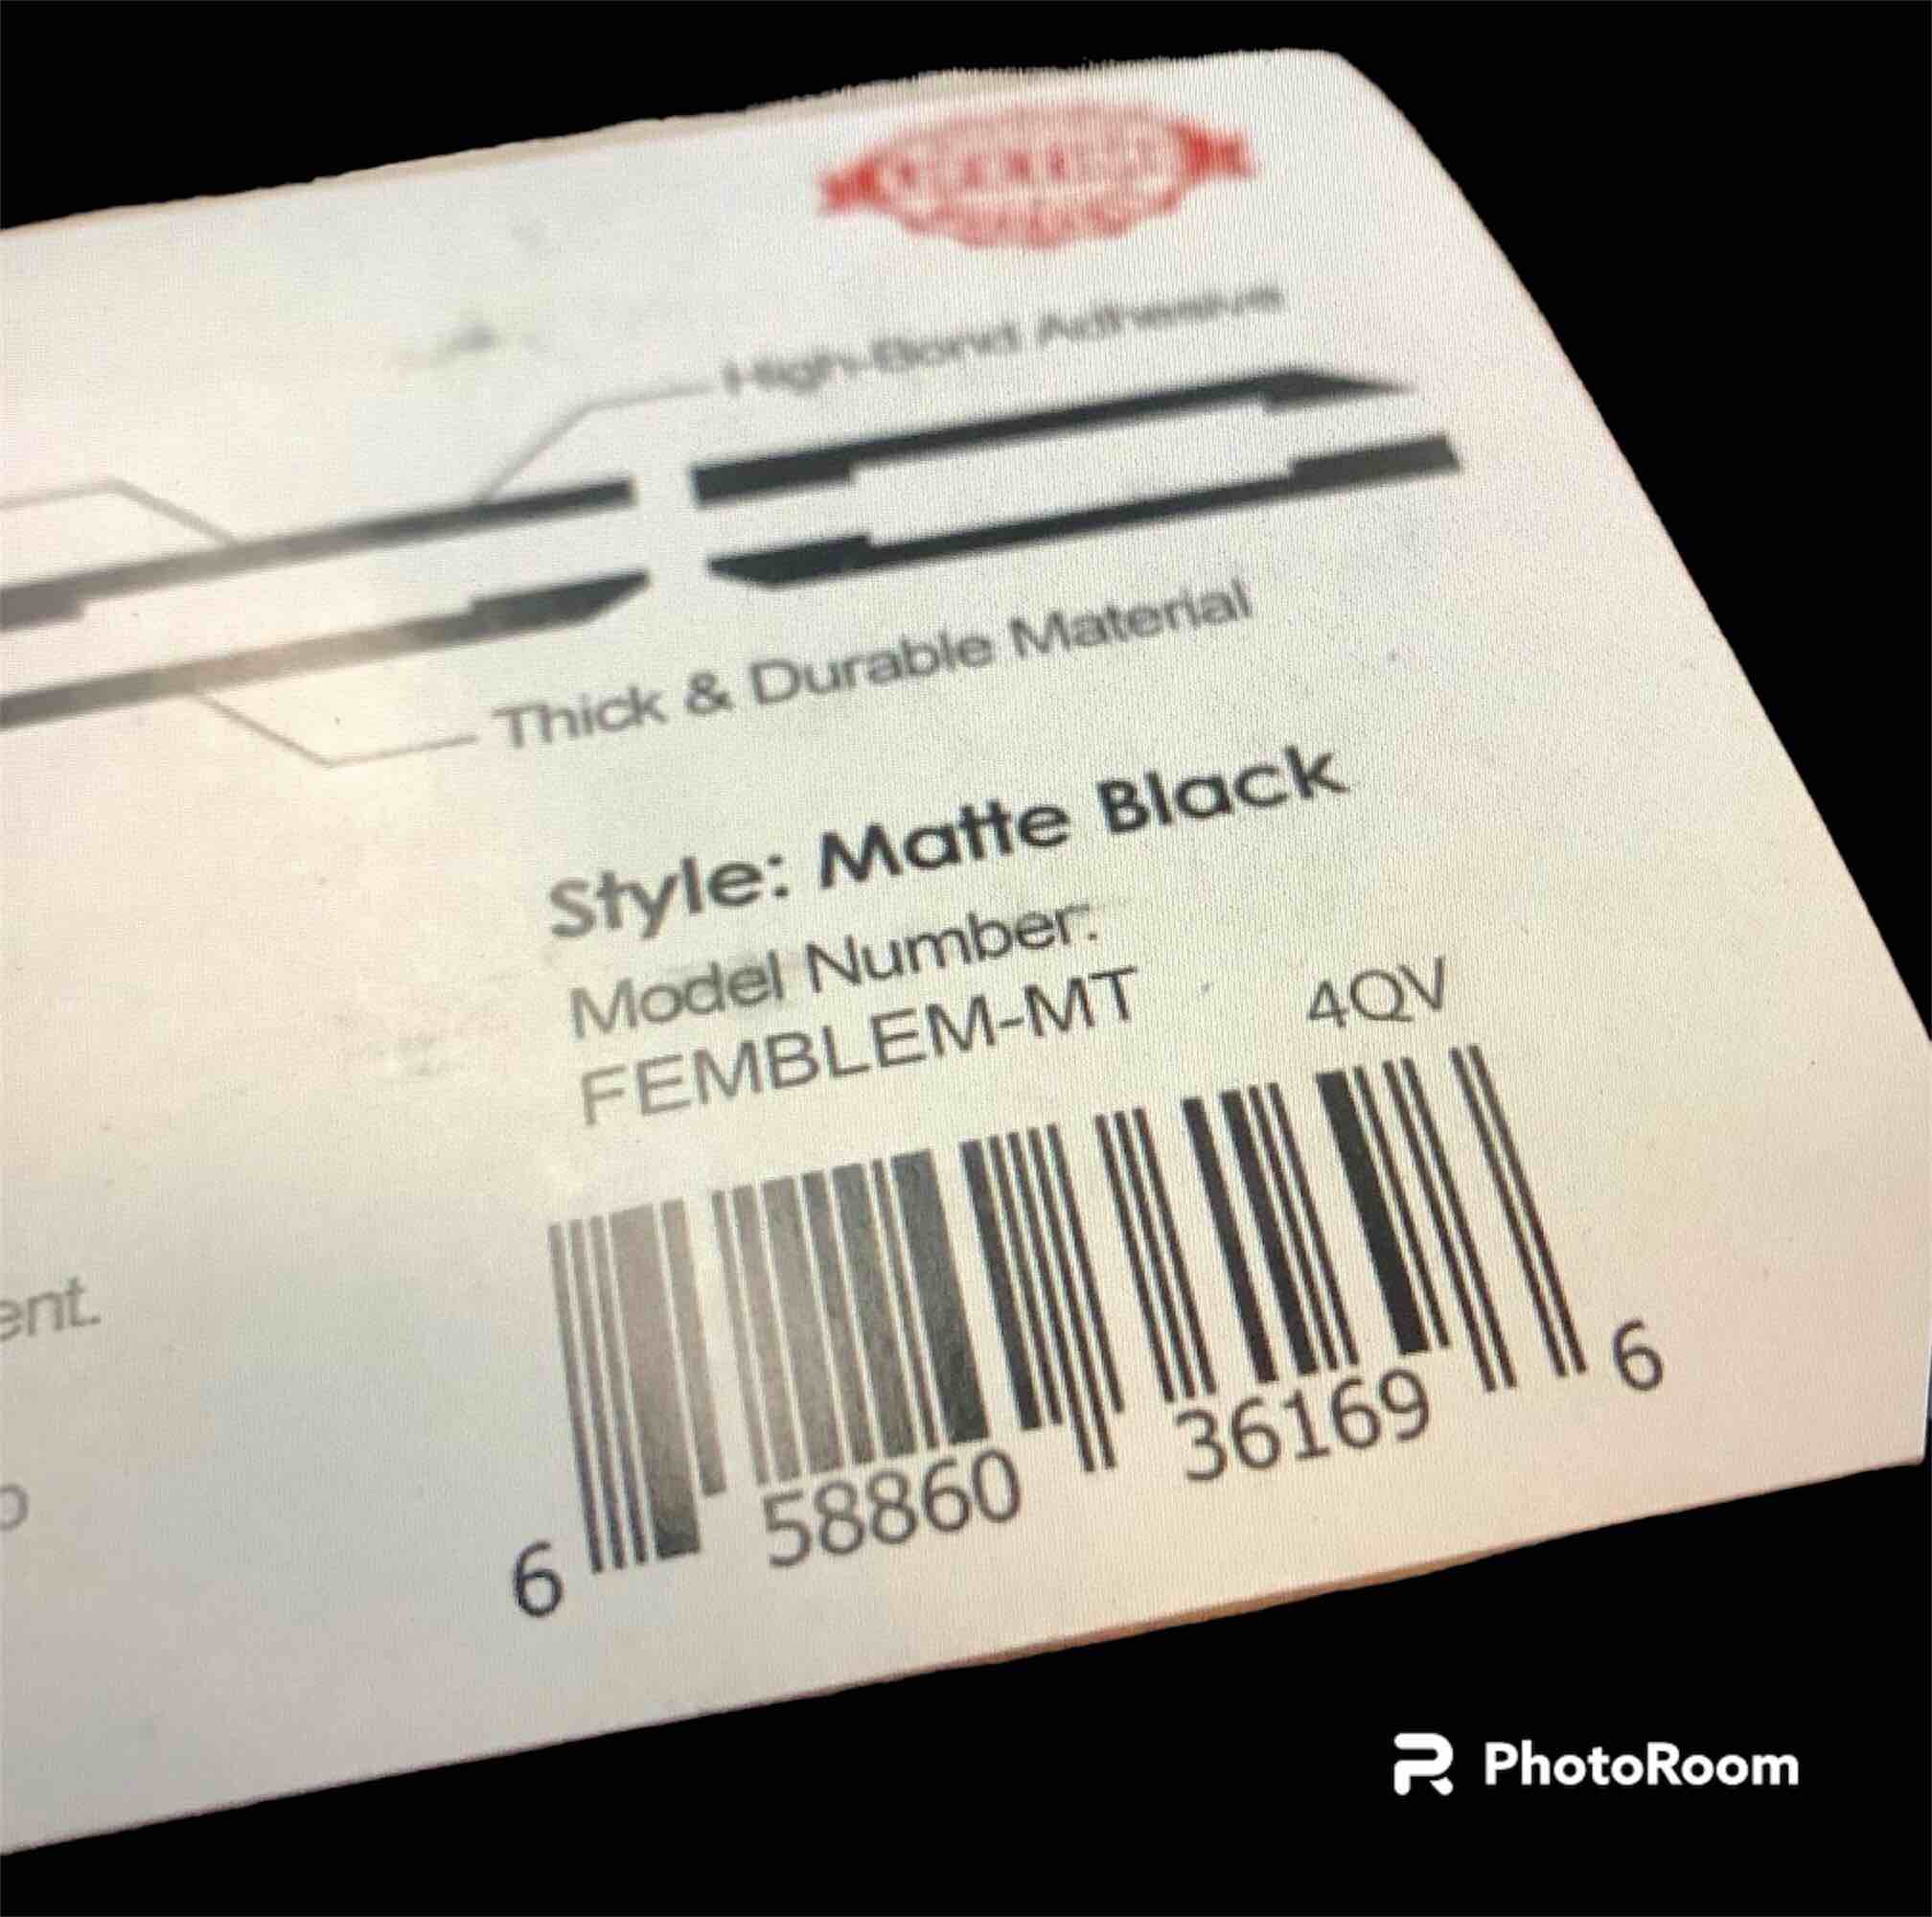 High-Bond Adhesive
Thick & Durable Material
Style: Matte Black
Model Number:
FEMBLEM-MT 4QV
ent.
6 58860 36169 6
PhotoRoom